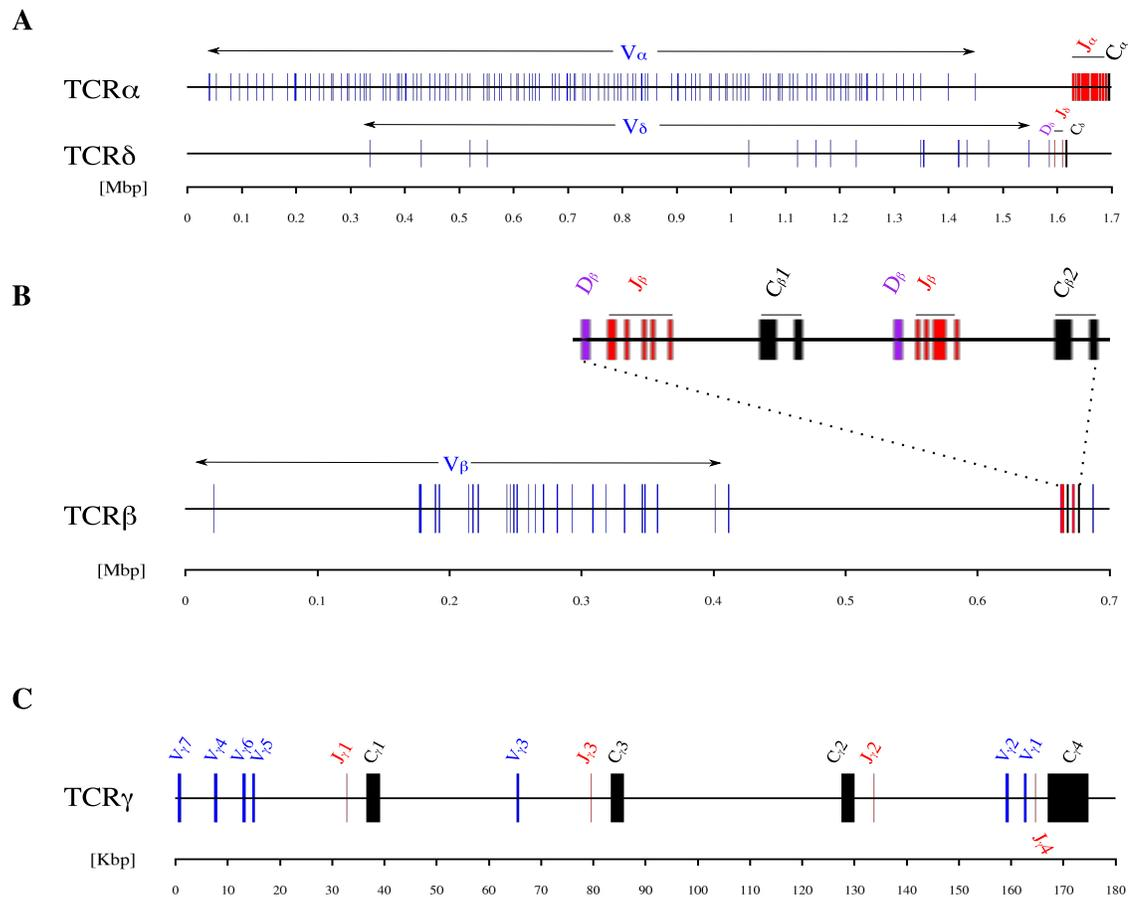 A
Vα
Jα
Cα
TCRα
Vδ
Dδ
Jδ
Cδ
TCRδ
[Mbp]
0 0.1 0.2 0.3 0.4 0.5 0.6 0.7 0.8 0.9 1 1.1 1.2 1.3 1.4 1.5 1.6 1.7
B
Dβ Jβ Cβ1 Dβ Jβ Cβ2
Vβ
TCRβ
[Mbp]
0 0.1 0.2 0.3 0.4 0.5 0.6 0.7
C
Vγ7 Vγ4 Vγ6 Vγ5 Jγ1 Cγ1 Vγ3 Jγ3 Cγ3 Cγ2 Jγ2 Vγ2 Vγ1 Cγ4
TCRγ
Jγ4
[Kbp]
0 10 20 30 40 50 60 70 80 90 100 110 120 130 140 150 160 170 180